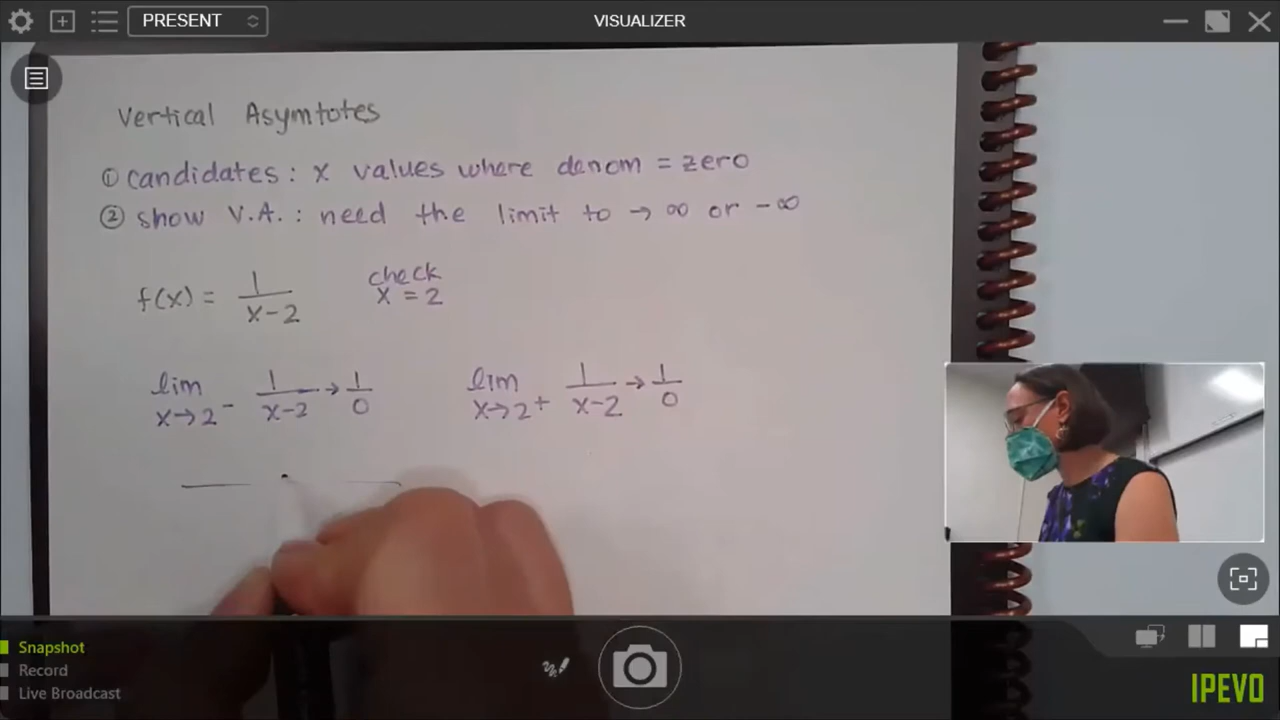 PRESENT
VISUALIZER
Vertical Asymtotes
① candidates: x values where denom = zero
② show V.A.: need the limit to → ∞ or -∞
f(x) = 1/(x-2)
check
x = 2
lim x→2⁻ 1/(x-2) → 1/0
lim x→2⁺ 1/(x-2) → 1/0
Snapshot
Record
Live Broadcast
IPEVO